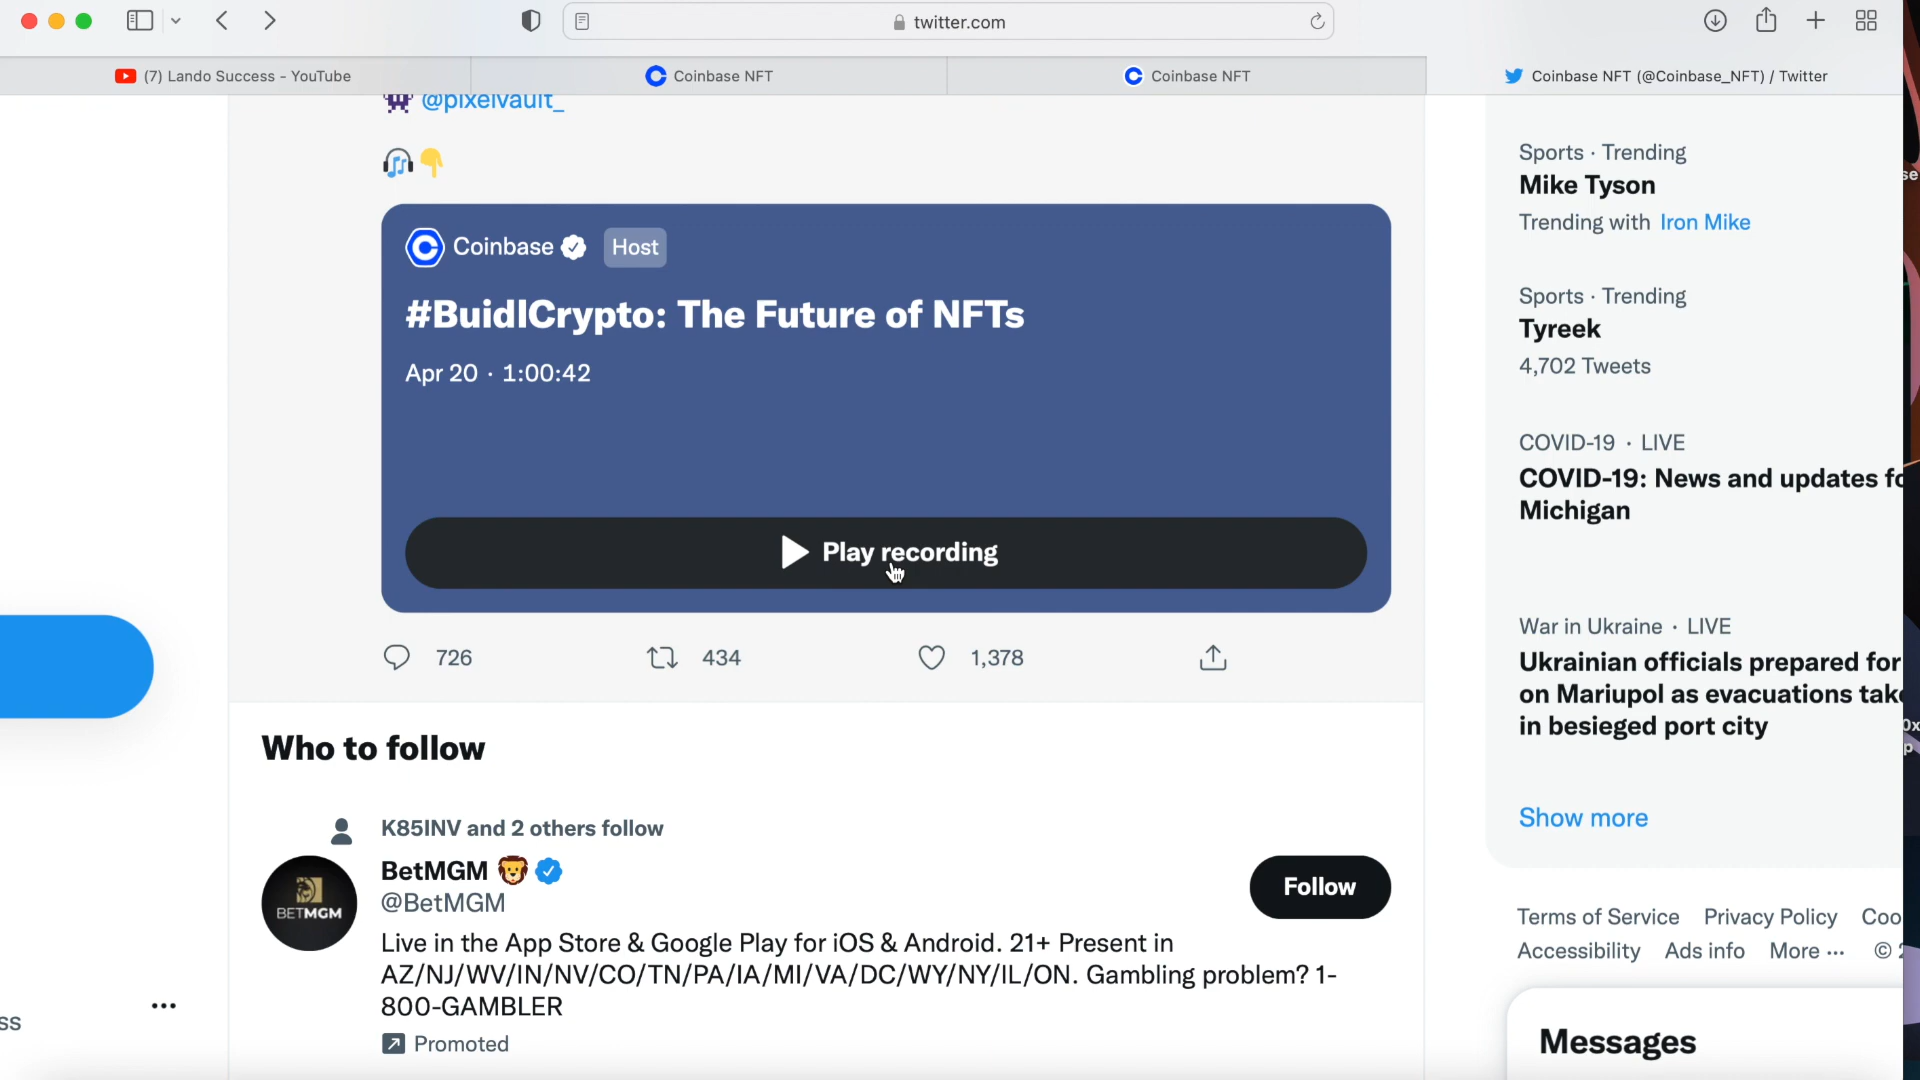 twitter.com
(7) Lando Success - YouTube
Coinbase NFT
Coinbase NFT
Coinbase NFT (@Coinbase_NFT) / Twitter
@pixelvault_
Coinbase Host
#BuidlCrypto: The Future of NFTs
Apr 20 · 1:00:42
Play recording
726
434
1,378
Who to follow
K85INV and 2 others follow
BetMGM
@BetMGM
BETMGM
Follow
Live in the App Store & Google Play for iOS & Android. 21+ Present in
AZ/NJ/WV/IN/NV/CO/TN/PA/IA/MI/VA/DC/WY/NY/IL/ON. Gambling problem? 1-
800-GAMBLER
Promoted
ss
Sports · Trending
Mike Tyson
Trending with Iron Mike
Sports · Trending
Tyreek
4,702 Tweets
COVID-19 · LIVE
COVID-19: News and updates fo
Michigan
War in Ukraine · LIVE
Ukrainian officials prepared for
on Mariupol as evacuations take
in besieged port city
Show more
Terms of Service Privacy Policy Coo
Accessibility Ads info More ··· ©
Messages
se
0x
p